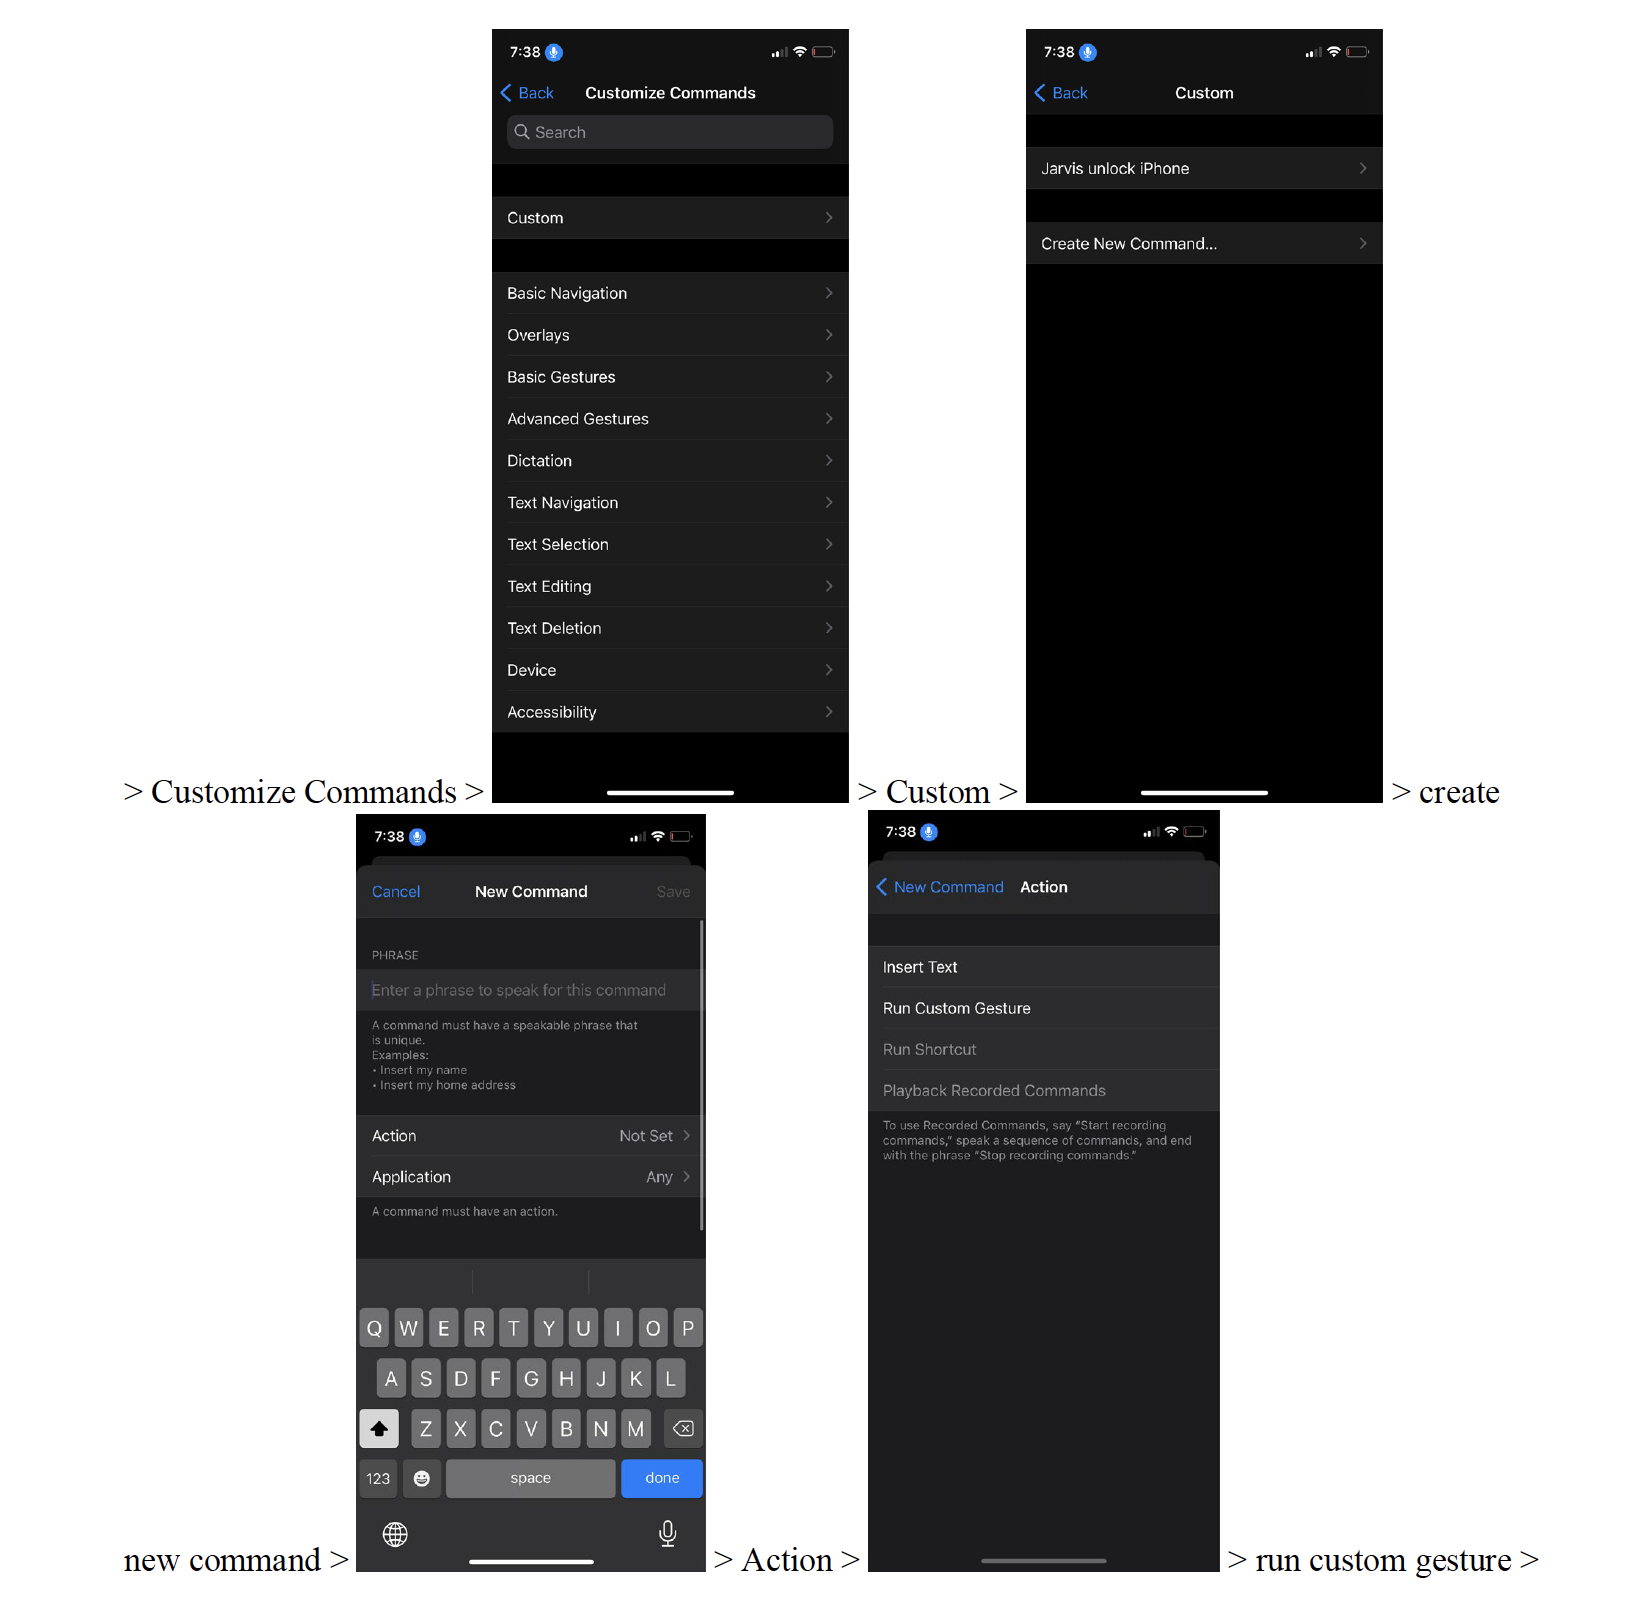 7:38
Back
Customize Commands
Search
Custom
Basic Navigation
Overlays
Basic Gestures
Advanced Gestures
Dictation
Text Navigation
Text Selection
Text Editing
Text Deletion
Device
Accessibility
7:38
Back
Custom
Jarvis unlock iPhone
Create New Command...
> Customize Commands > > Custom > > create
7:38
Cancel
New Command
Save
PHRASE
Enter a phrase to speak for this command
A command must have a speakable phrase that
is unique.
Examples:
• Insert my name
• Insert my home address
Action
Not Set
Application
Any
A command must have an action.
Q W E R T Y U I O P
A S D F G H J K L
Z X C V B N M
123
space
done
7:38
New Command
Action
Insert Text
Run Custom Gesture
Run Shortcut
Playback Recorded Commands
To use Recorded Commands, say “Start recording
commands,” speak a sequence of commands, and end
with the phrase “Stop recording commands.”
new command > > Action > > run custom gesture >